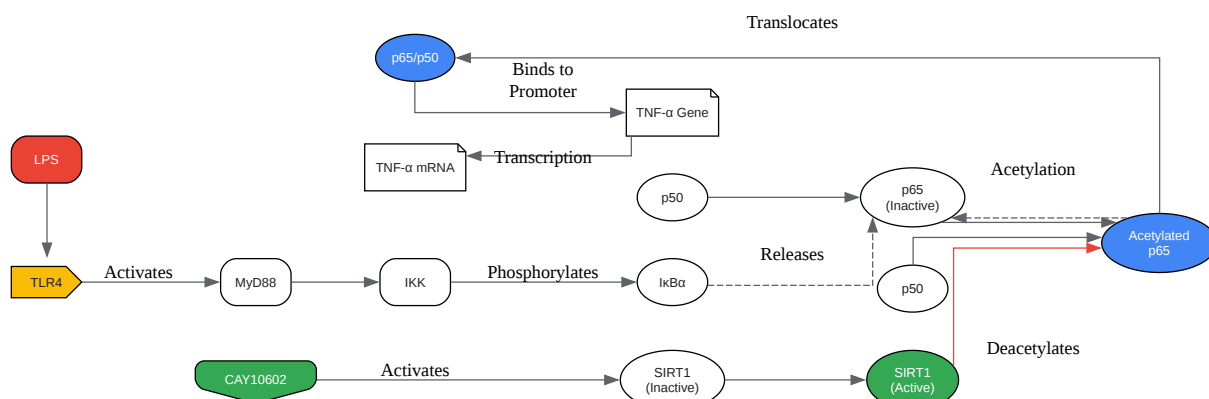 Translocates
p65/p50
Binds to
Promoter
TNF-α Gene
LPS
TNF-α mRNA
Transcription
p50
p65
(Inactive)
Acetylation
Acetylated
p65
Releases
TLR4
Activates
MyD88
IKK
Phosphorylates
IκBα
p50
Deacetylates
CAY10602
Activates
SIRT1
(Inactive)
SIRT1
(Active)